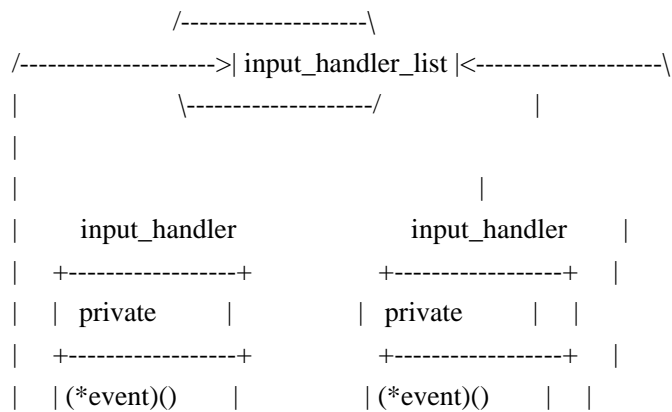 /--------------------\
/--------------------->| input_handler_list |<--------------------\
| \-------------------/ |
|
| |
| input_handler input_handler |
| +------------------+ +------------------+ |
| | private | | private | |
| +------------------+ +------------------+ |
| | (*event)() | | (*event)() | |